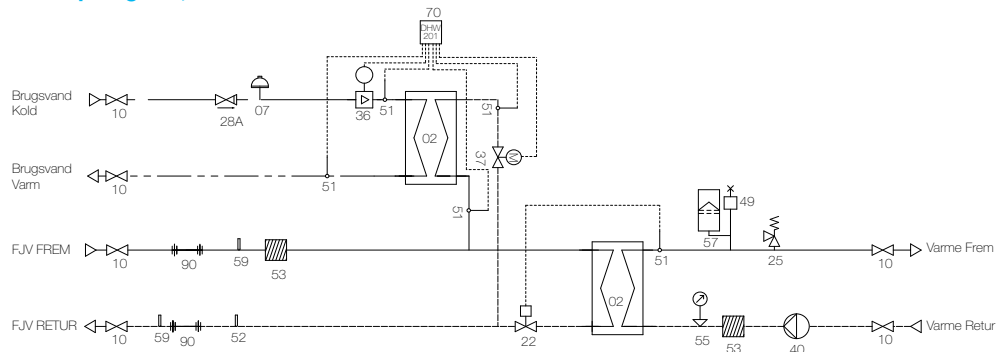 70
DHW
201
Brugsvand
Kold
10
28A
07
36
51
02
51
37
M
Brugsvand
Varm
10
51
51
49
57
FJV FREM
10
90
59
53
51
25
10
Varme Frem
02
FJV RETUR
10
59
90
52
22
55
53
40
10
Varme Retur